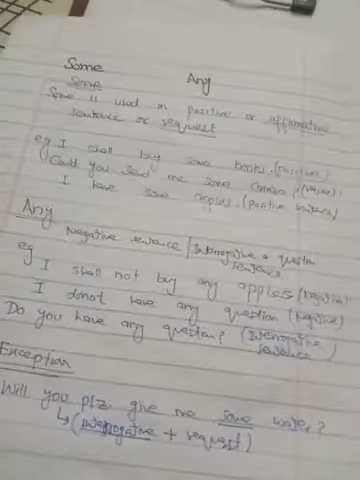 Some Any
Some
Some is used in positive or affirmative
sentence or request
eg I shall buy some books. (positive)
Could you send me some (request)
I have some apples. (positive sentence)
Any
Negative sentence / Interrogative + question
sentence
eg
I shall not buy any apples (Negative)
I donot have any question (Negative)
Do you have any question? (Interrogative
sentence)
Exception
Will you plz give me some water?
↳ (Interrogative + request)